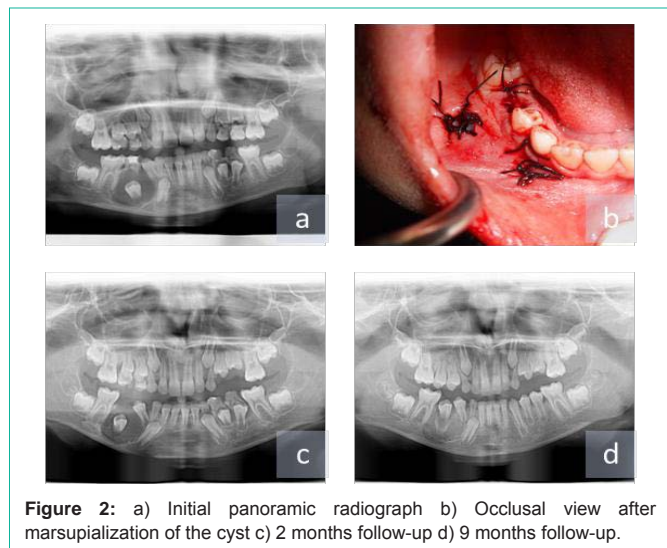 a
b
c
d
Figure 2: a) Initial panoramic radiograph b) Occlusal view after
marsupialization of the cyst c) 2 months follow-up d) 9 months follow-up.